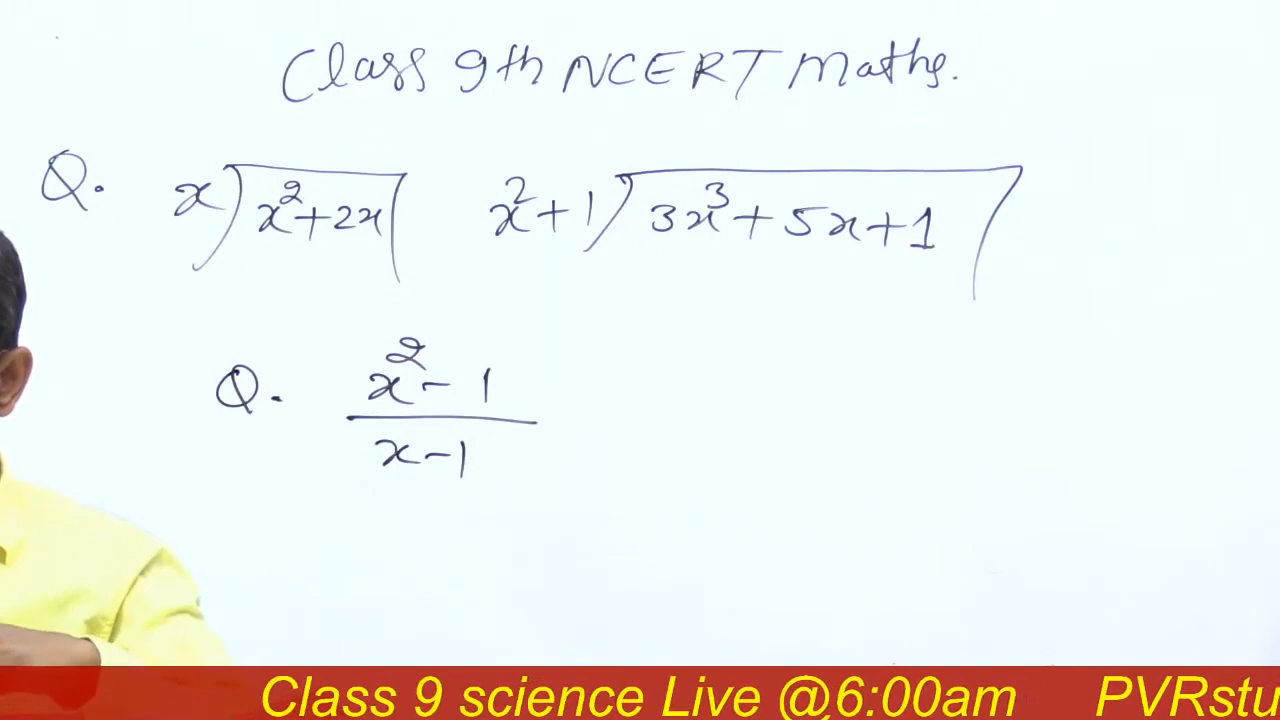 Class 9th NCERT Maths.
Q. x)x²+2x( x²+1)3x³+5x+1(
Q. x²-1
x-1
Class 9 science Live @6:00am PVRstu